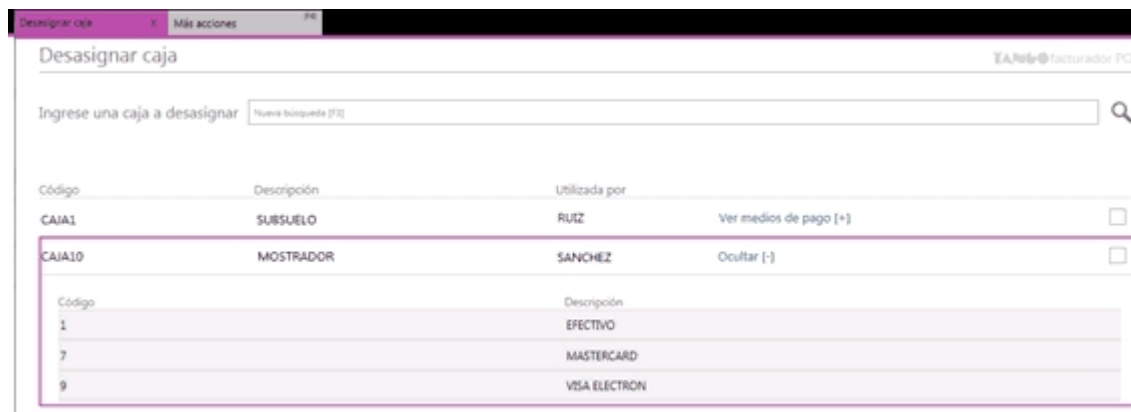 Desasignar caja X Más acciones [F4]
Desasignar caja TANGO facturador PO
Ingrese una caja a desasignar Nueva búsqueda [F3]
Código Descripción Utilizada por
CAJA1 SUBSUELO RUIZ Ver medios de pago [+]
CAJA10 MOSTRADOR SANCHEZ Ocultar [-]
Código Descripción
1 EFECTIVO
7 MASTERCARD
9 VISA ELECTRON